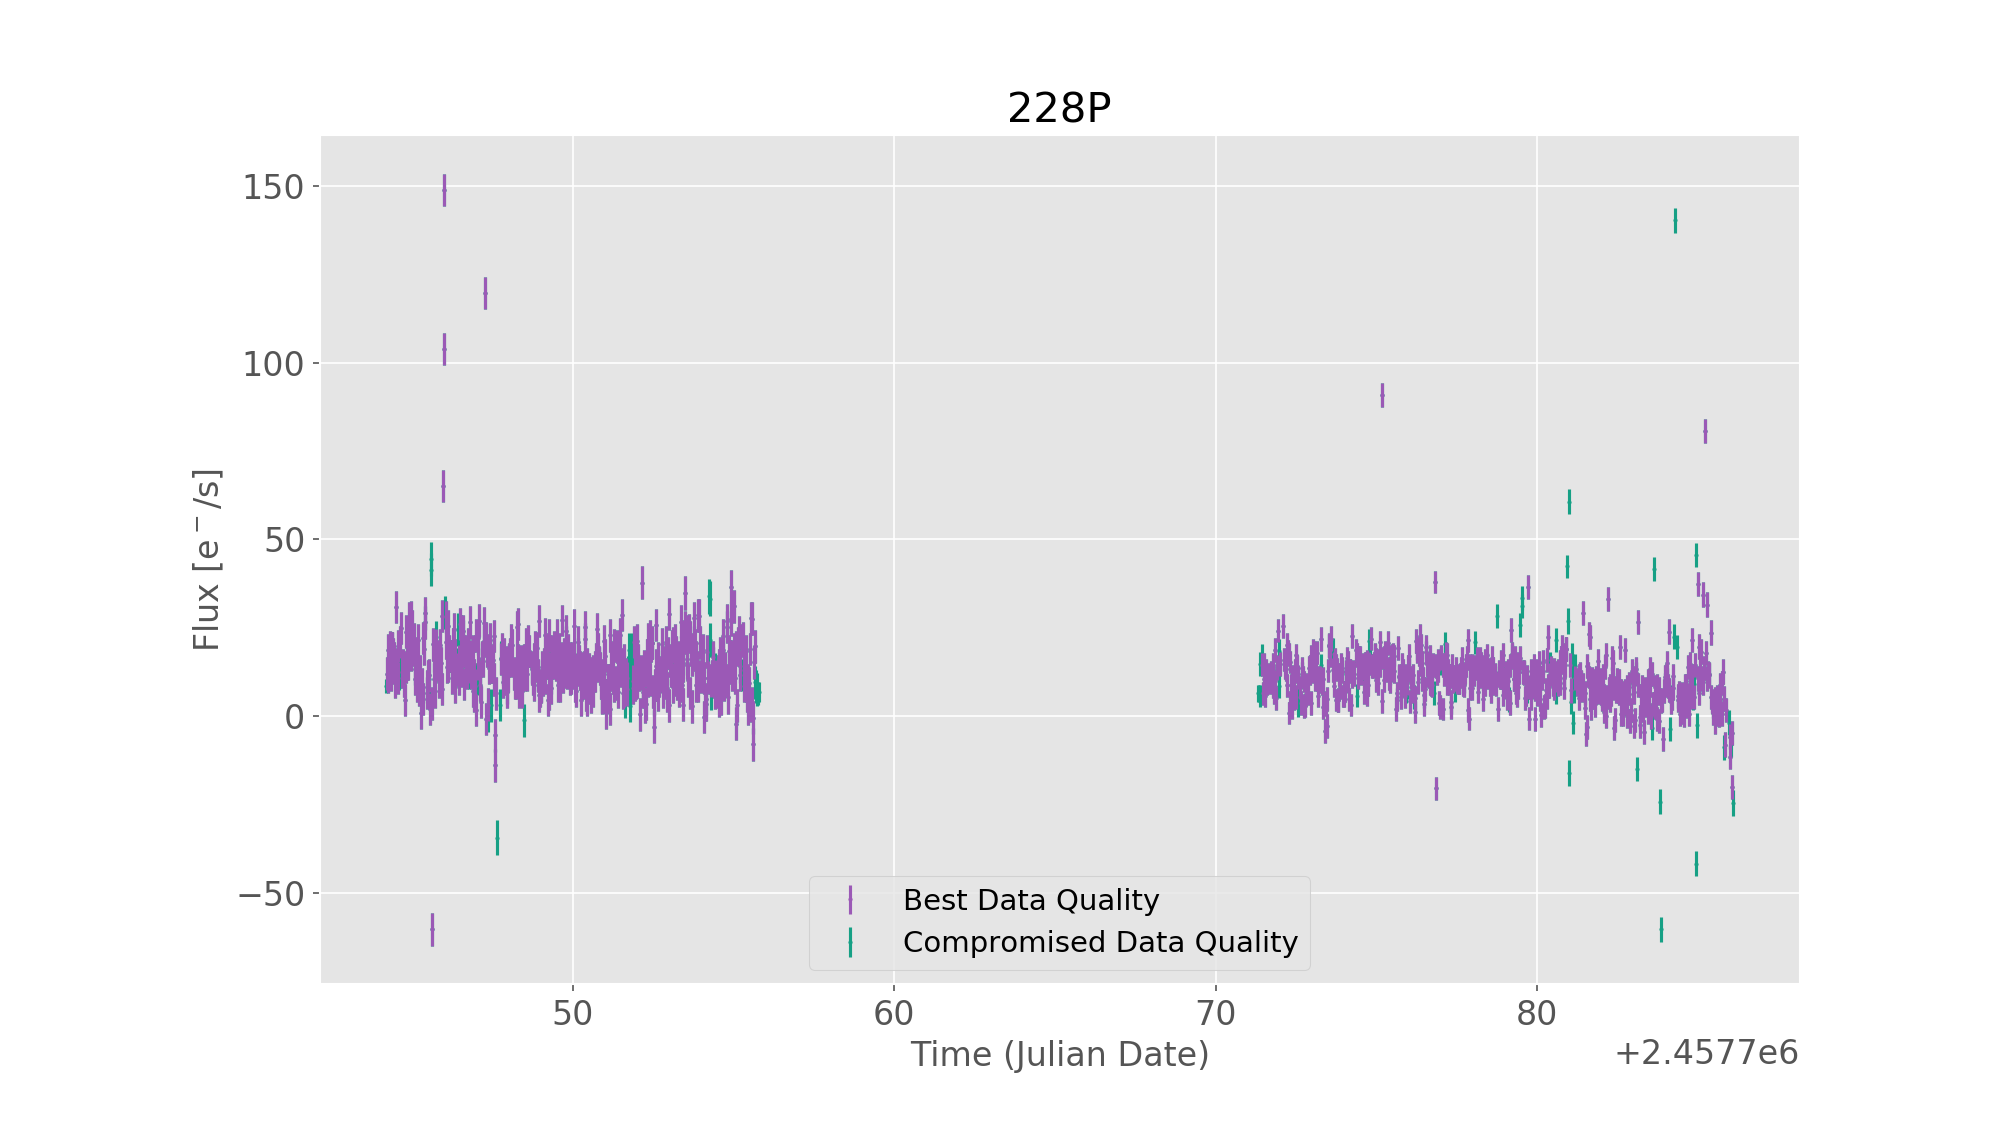 228P
150
100
50
0
−50
Flux [e⁻/s]
Best Data Quality
Compromised Data Quality
50 60 70 80
Time (Julian Date)
+2.4577e6